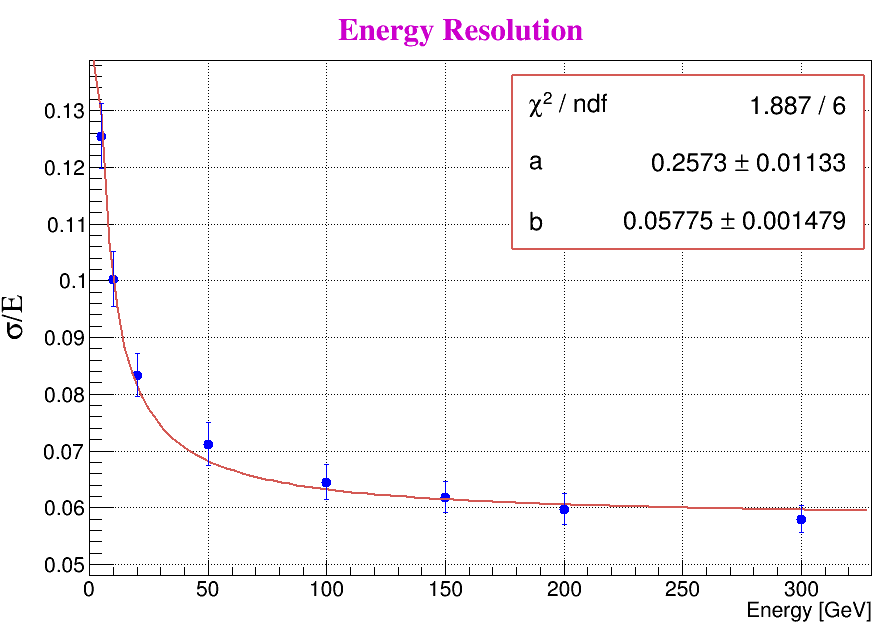 Energy Resolution
χ² / ndf 1.887 / 6
a 0.2573 ± 0.01133
b 0.05775 ± 0.001479
σ/E
0.13
0.12
0.11
0.1
0.09
0.08
0.07
0.06
0.05
0 50 100 150 200 250 300
Energy [GeV]